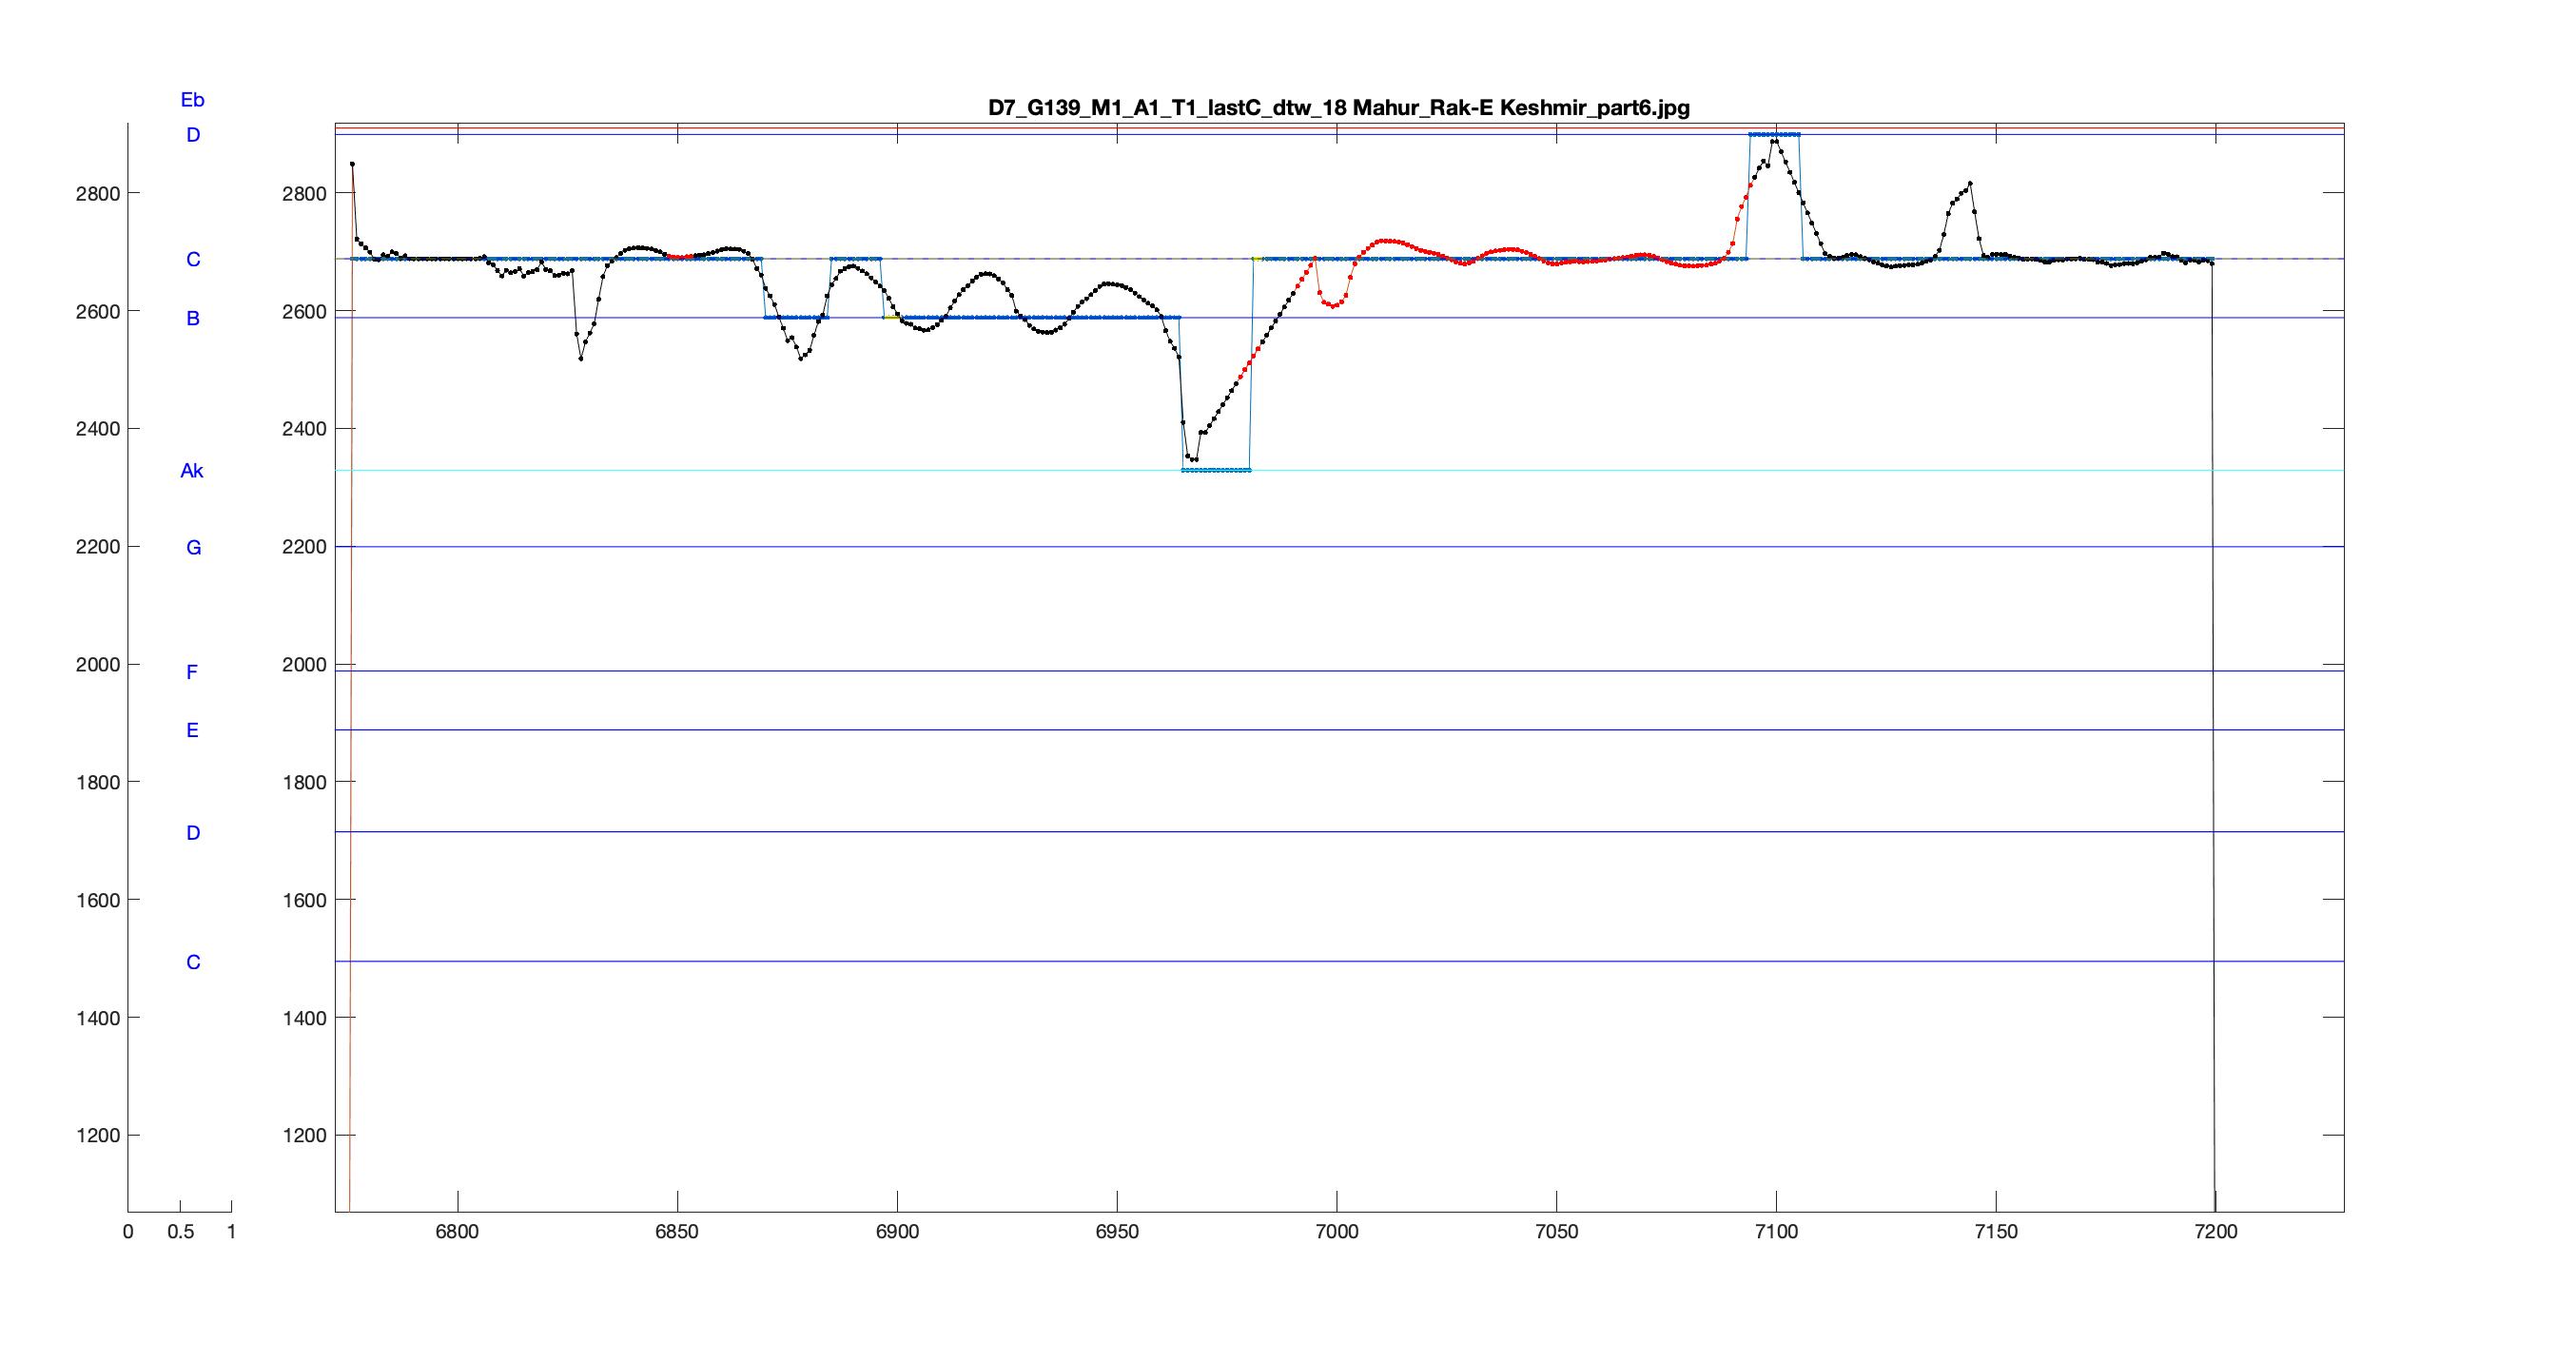 D7_G139_M1_A1_T1_lastC_dtw_18 Mahur_Rak-E Keshmir_part6.jpg
Eb
D
2800 2800
C
2600 B 2600
2400 2400
Ak
2200 G 2200
2000 F 2000
E
1800 1800
D
1600 1600
C
1400 1400
1200 1200
0 0.5 1 6800 6850 6900 6950 7000 7050 7100 7150 7200